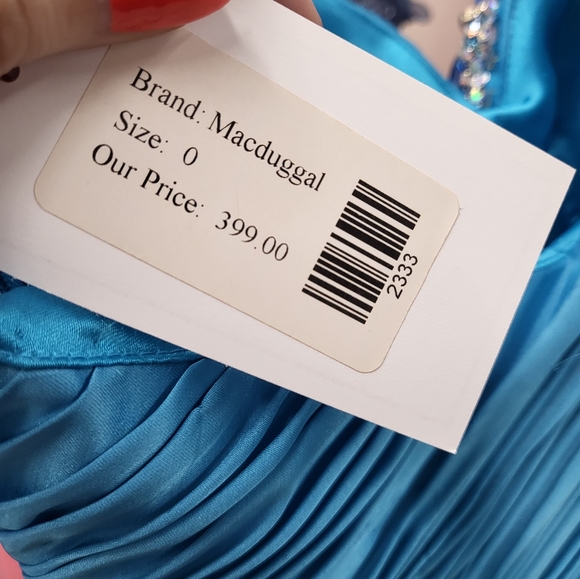 Brand: Macduggal
Size: 0
Our Price: 399.00
2333